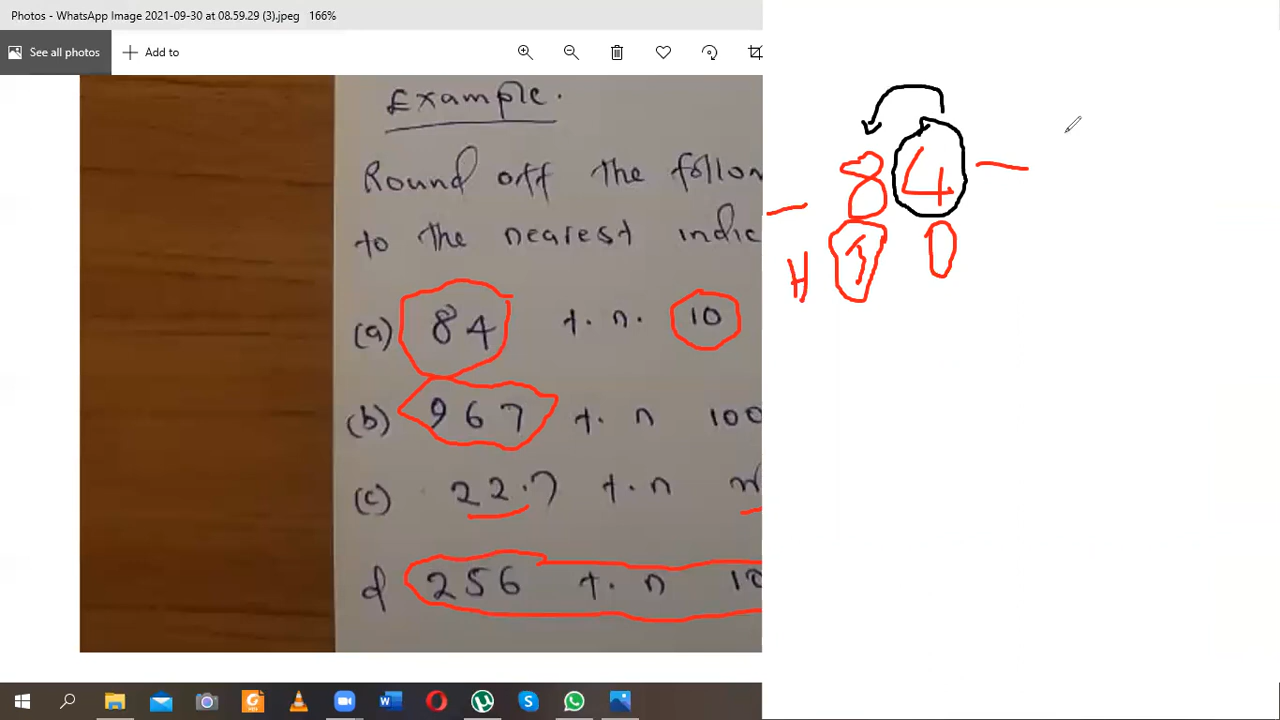 Photos - WhatsApp Image 2021-09-30 at 08.59.29 (3).jpeg 166%
See all photos
Add to
Example.
Round off the follow
to the nearest indic
(a) 84 t. n. 10
(b) 967 t. n 100
(c) 22.7 t. n
d 256 t. n 10
84
H T O